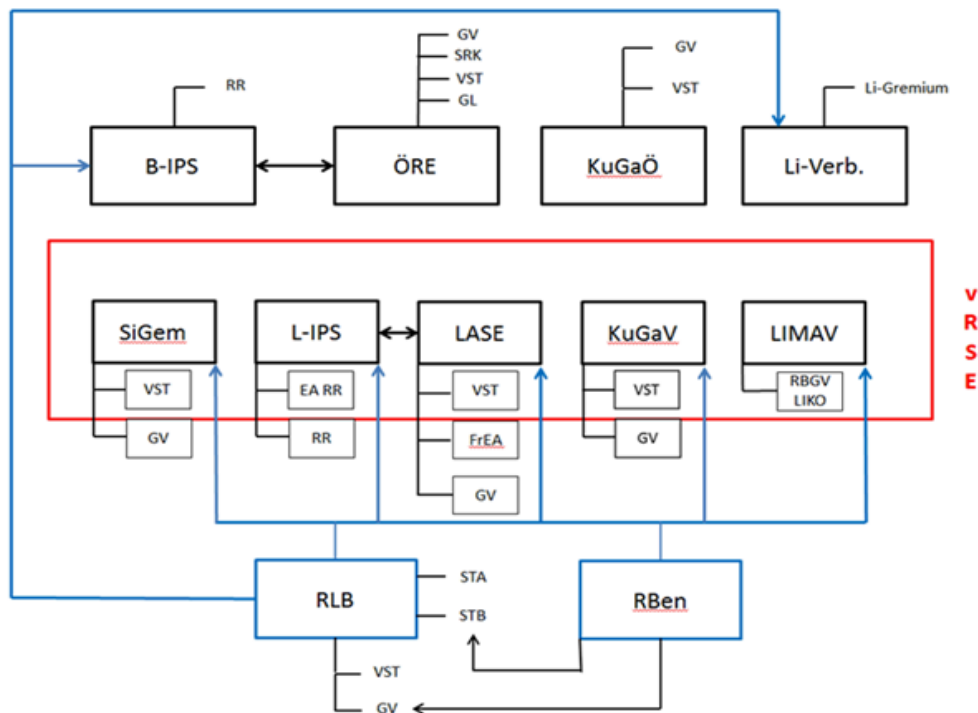 GV
SRK
VST
GL
GV
VST
RR
Li-Gremium
B-IPS
ÖRE
KuGaÖ
Li-Verb.
v
R
S
E
SiGem
L-IPS
LASE
KuGaV
LIMAV
VST
EA RR
VST
VST
RBGV
LIKO
GV
RR
FrEA
GV
GV
RLB
STA
STB
RBen
VST
GV